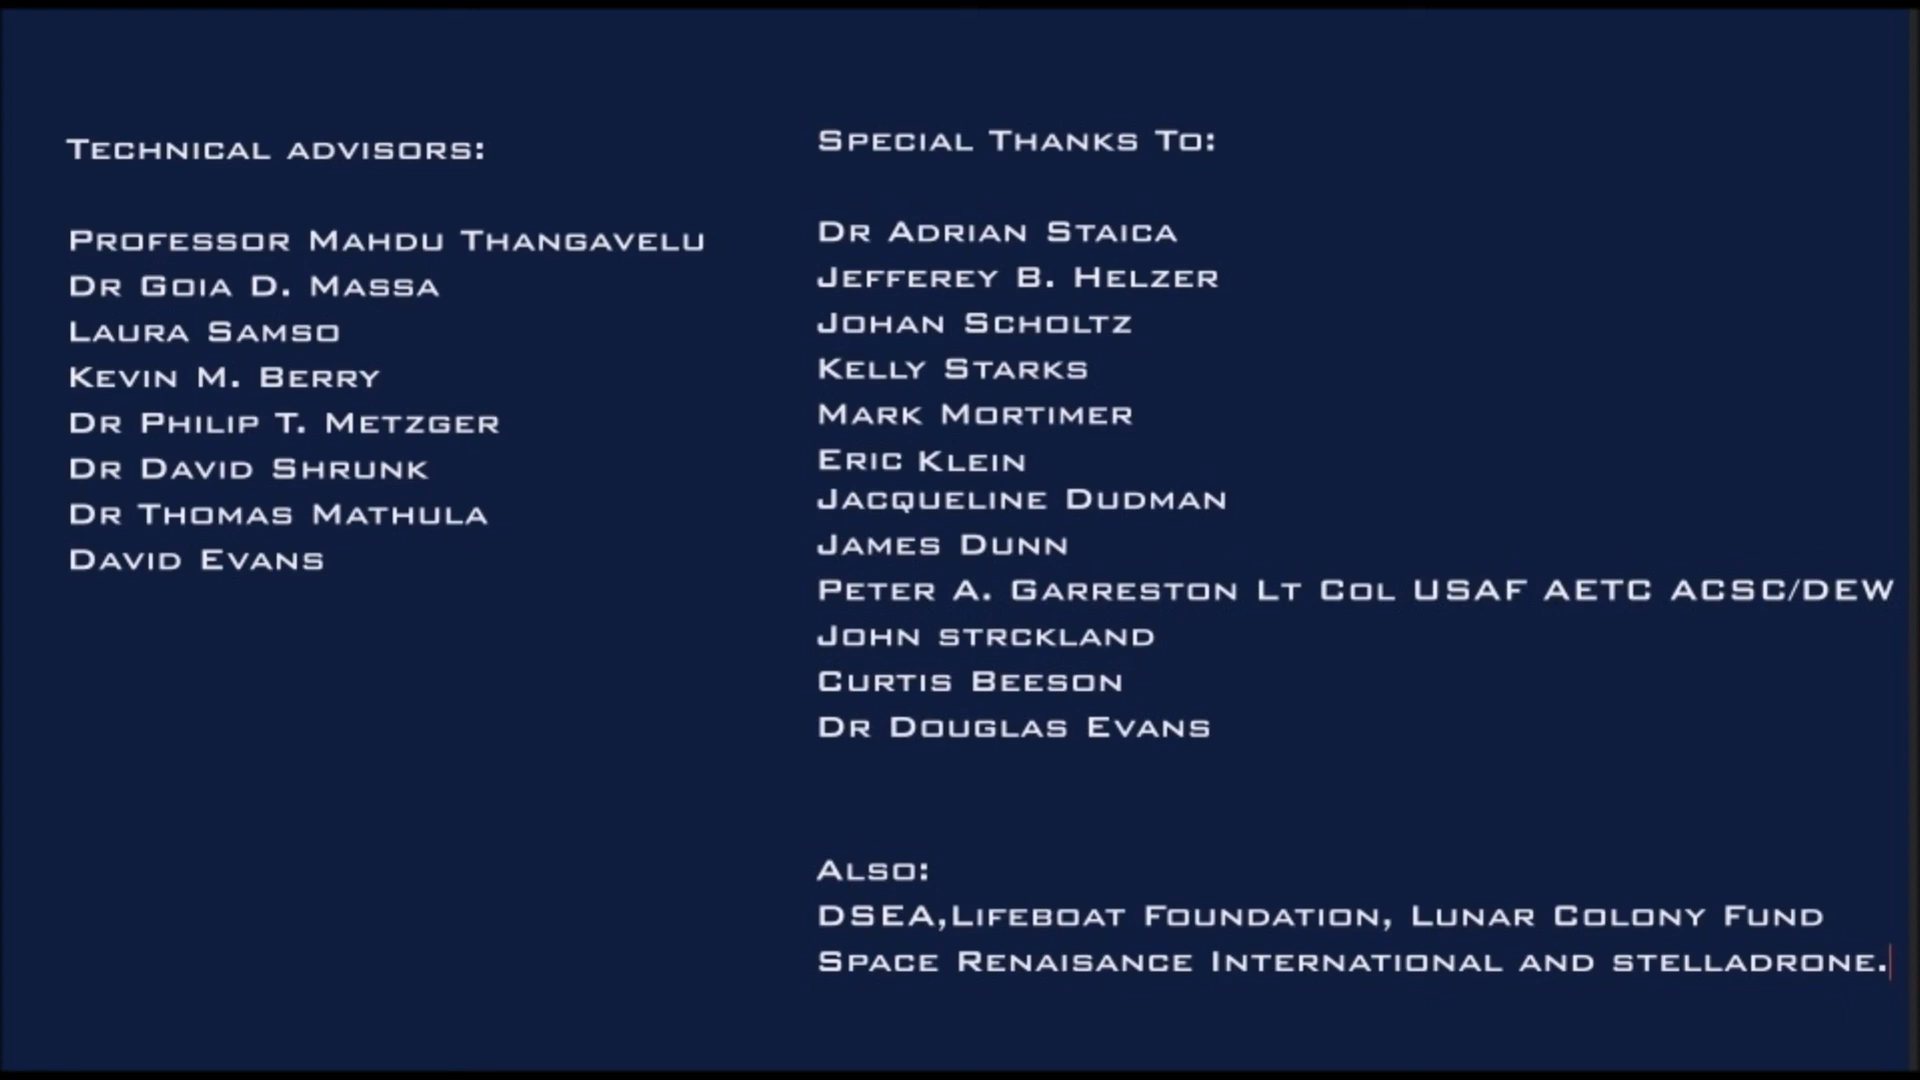 Technical advisors:
Professor Mahdu Thangavelu
Dr Goia D. Massa
Laura Samso
Kevin M. Berry
Dr Philip T. Metzger
Dr David Shrunk
Dr Thomas Mathula
David Evans
Special Thanks To:
Dr Adrian Staica
Jefferey B. Helzer
Johan Scholtz
Kelly Starks
Mark Mortimer
Eric Klein
Jacqueline Dudman
James Dunn
Peter A. Garreston Lt Col USAF AETC ACSC/DEW
John strckland
Curtis Beeson
Dr Douglas Evans
Also:
DSEA,Lifeboat Foundation, Lunar Colony Fund
Space Renaisance International and stelladrone.